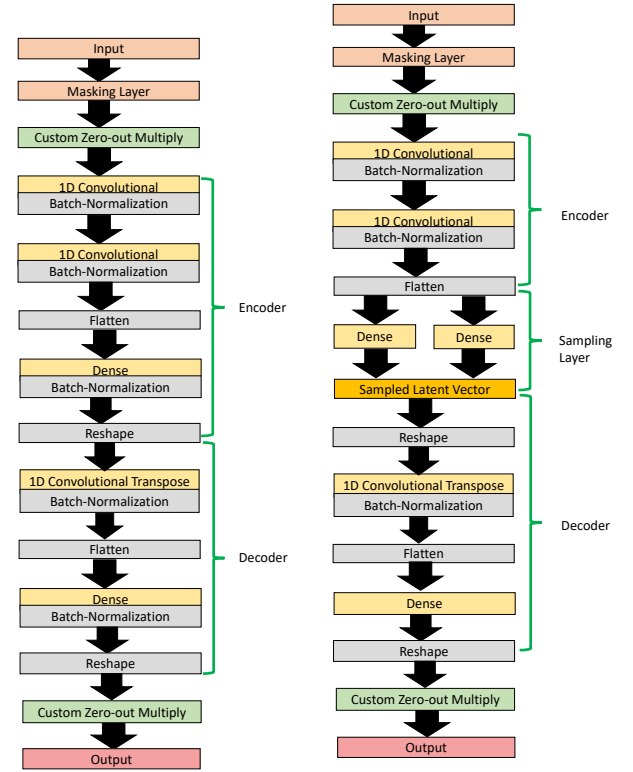 Input
Masking Layer
Custom Zero-out Multiply
1D Convolutional
Batch-Normalization
1D Convolutional
Batch-Normalization
Flatten
Dense
Batch-Normalization
Reshape
Encoder
1D Convolutional Transpose
Batch-Normalization
Flatten
Dense
Batch-Normalization
Reshape
Decoder
Custom Zero-out Multiply
Output
Input
Masking Layer
Custom Zero-out Multiply
1D Convolutional
Batch-Normalization
1D Convolutional
Batch-Normalization
Encoder
Flatten
Dense
Dense
Sampling
Layer
Sampled Latent Vector
Reshape
1D Convolutional Transpose
Batch-Normalization
Flatten
Dense
Reshape
Decoder
Custom Zero-out Multiply
Output